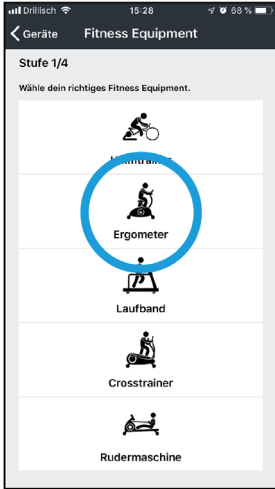 Drillisch 15:28 68 %
Geräte Fitness Equipment
Stufe 1/4
Wähle dein richtiges Fitness Equipment.
Ergometer
Laufband
Crosstrainer
Rudermaschine